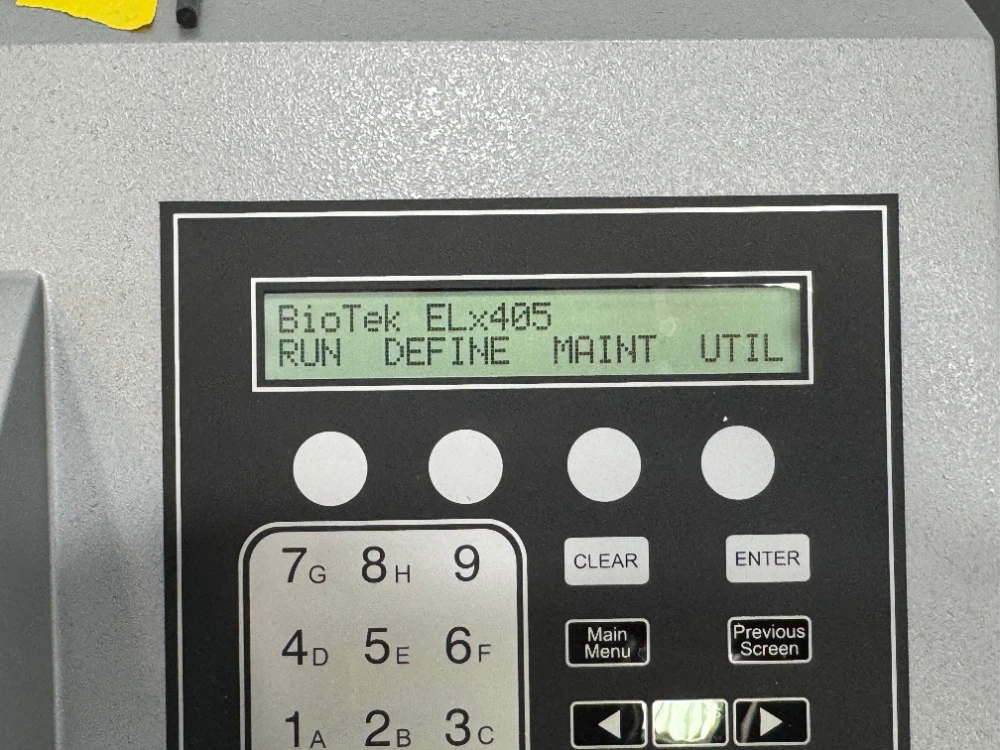 BioTek ELx405
RUN DEFINE MAINT UTIL
7G 8H 9
CLEAR ENTER
4D 5E 6F
Main Menu
Previous Screen
1A 2B 3C